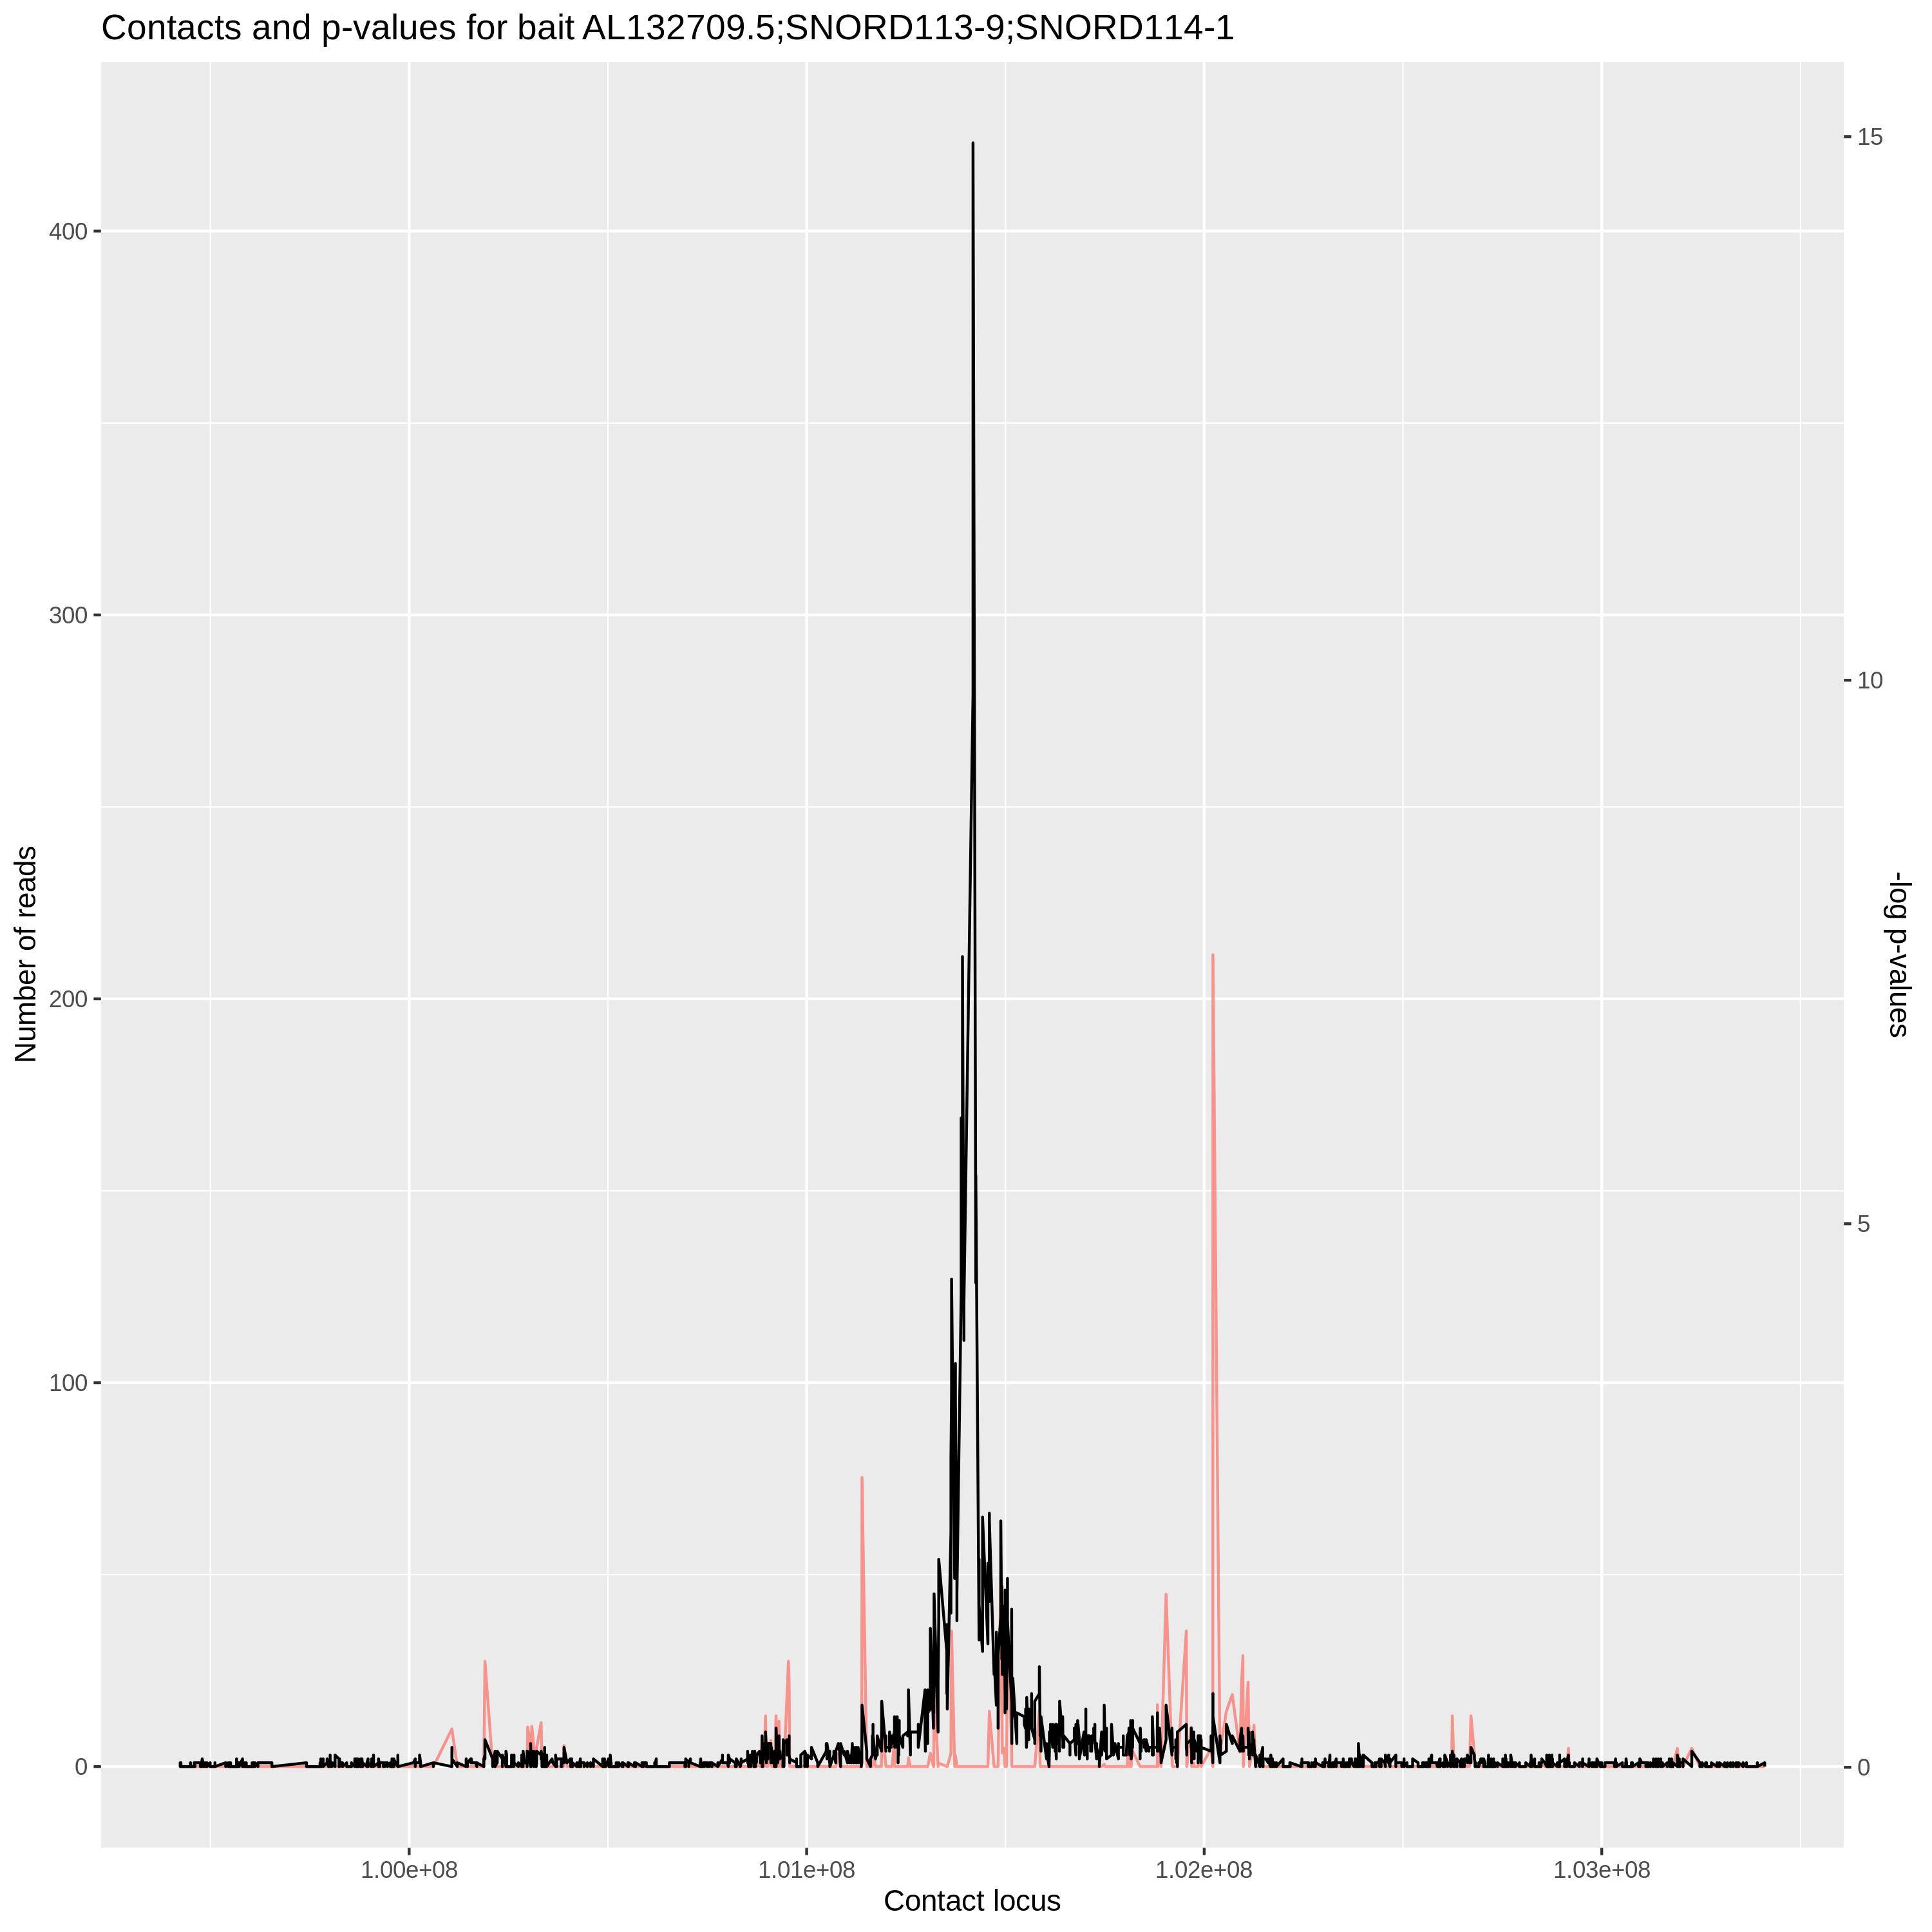 Contacts and p-values for bait AL132709.5;SNORD113-9;SNORD114-1
400
300
200
100
0
Number of reads
15
10
5
0
-log p-values
1.00e+08
1.01e+08
1.02e+08
1.03e+08
Contact locus